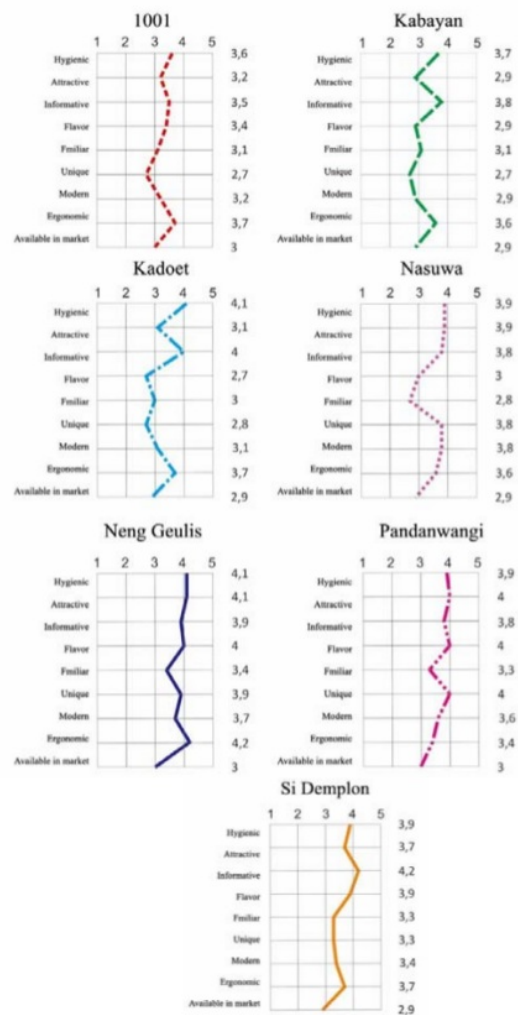 1001
1 2 3 4 5
Hygienic 3,6
Attractive 3,2
Informative 3,5
Flavor 3,4
Fmiliar 3,1
Unique 2,7
Modern 3,2
Ergonomic 3,7
Available in market 3
Kabayan
1 2 3 4 5
Hygienic 3,7
Attractive 2,9
Informative 3,8
Flavor 2,9
Fmiliar 3,1
Unique 2,7
Modern 2,9
Ergonomic 3,6
Available in market 2,9
Kadoet
1 2 3 4 5
Hygienic 4,1
Attractive 3,1
Informative 4
Flavor 2,7
Fmiliar 3
Unique 2,8
Modern 3,1
Ergonomic 3,7
Available in market 2,9
Nasuwa
1 2 3 4 5
Hygienic 3,9
Attractive 3,9
Informative 3,8
Flavor 3
Fmiliar 2,8
Unique 3,8
Modern 3,8
Ergonomic 3,6
Available in market 2,9
Neng Geulis
1 2 3 4 5
Hygienic 4,1
Attractive 4,1
Informative 3,9
Flavor 4
Fmiliar 3,4
Unique 3,9
Modern 3,7
Ergonomic 4,2
Available in market 3
Pandanwangi
1 2 3 4 5
Hygienic 3,9
Attractive 4
Informative 3,8
Flavor 4
Fmiliar 3,3
Unique 4
Modern 3,6
Ergonomic 3,4
Available in market 3
Si Demplon
1 2 3 4 5
Hygienic 3,9
Attractive 3,7
Informative 4,2
Flavor 3,9
Fmiliar 3,3
Unique 3,3
Modern 3,4
Ergonomic 3,7
Available in market 2,9